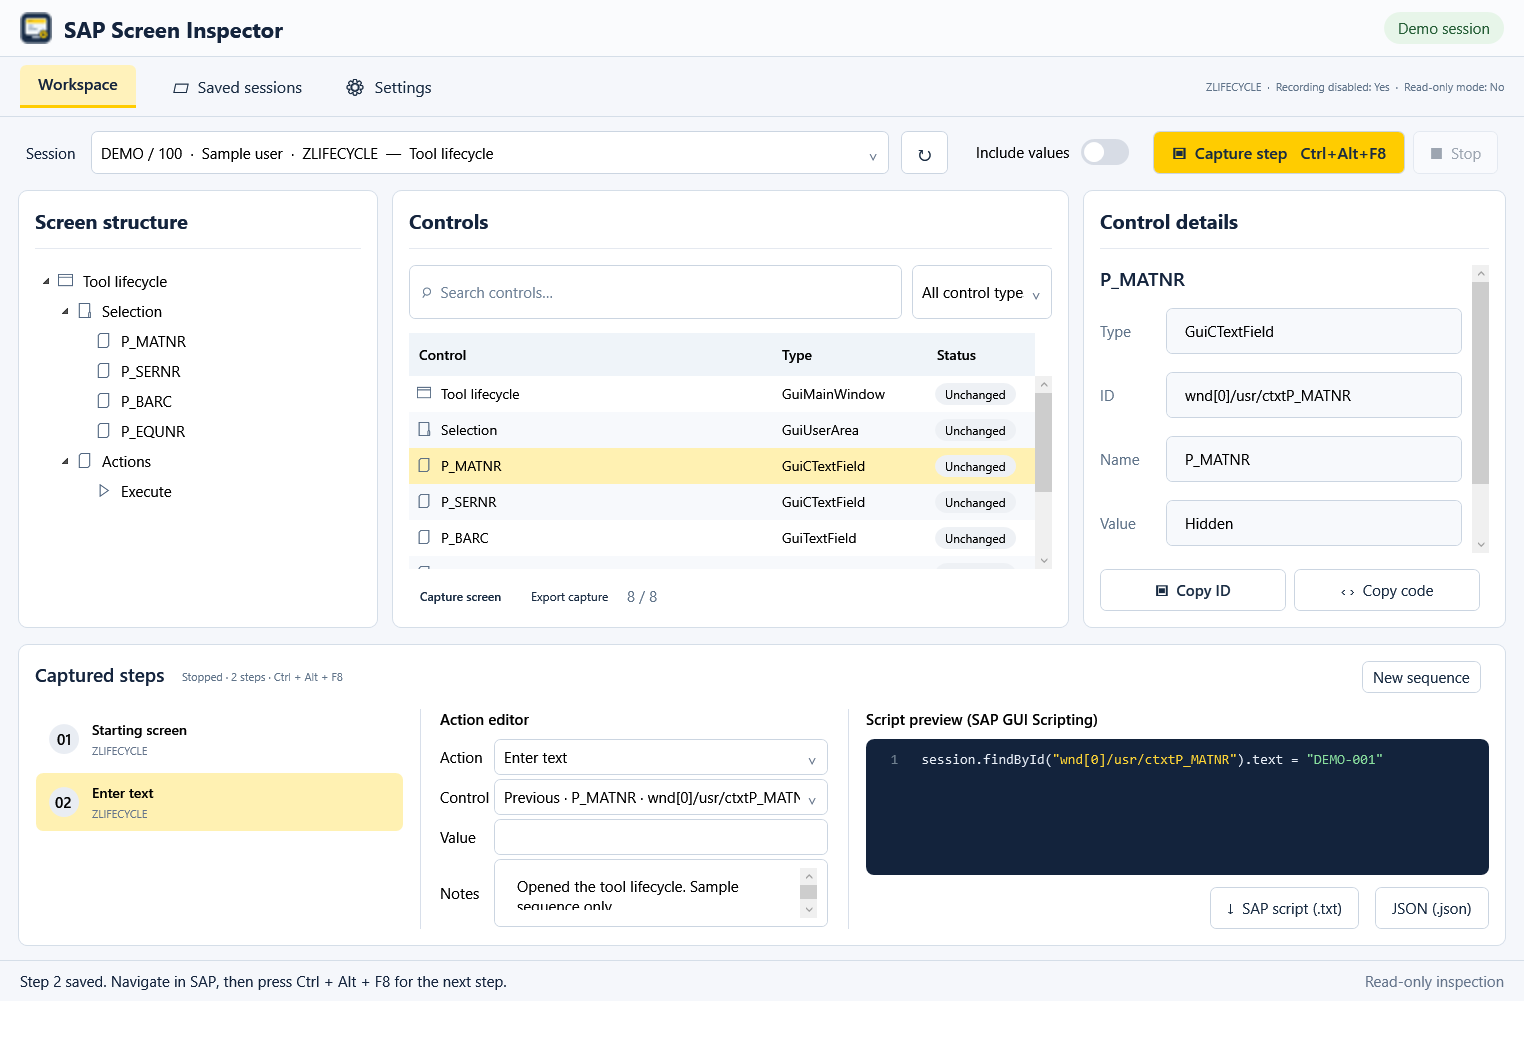 SAP Screen Inspector
Demo session
Workspace
Saved sessions
Settings
ZLIFECYCLE · Recording disabled: Yes · Read-only mode: No
Session
DEMO / 100 · Sample user · ZLIFECYCLE — Tool lifecycle
Include values
Capture step Ctrl+Alt+F8
Stop
Screen structure
Tool lifecycle
Selection
P_MATNR
P_SERNR
P_BARC
P_EQUNR
Actions
Execute
Controls
Search controls...
All control type
Control Type Status
Tool lifecycle GuiMainWindow Unchanged
Selection GuiUserArea Unchanged
P_MATNR GuiCTextField Unchanged
P_SERNR GuiCTextField Unchanged
P_BARC GuiTextField Unchanged
Capture screen Export capture 8 / 8
Control details
P_MATNR
Type GuiCTextField
ID wnd[0]/usr/ctxtP_MATNR
Name P_MATNR
Value Hidden
Copy ID
Copy code
Captured steps Stopped · 2 steps · Ctrl + Alt + F8
New sequence
01 Starting screen
ZLIFECYCLE
02 Enter text
ZLIFECYCLE
Action editor
Action Enter text
Control Previous · P_MATNR · wnd[0]/usr/ctxtP_MATN
Value
Notes Opened the tool lifecycle. Sample
sequence only
Script preview (SAP GUI Scripting)
1 session.findById("wnd[0]/usr/ctxtP_MATNR").text = "DEMO-001"
↓ SAP script (.txt)
JSON (.json)
Step 2 saved. Navigate in SAP, then press Ctrl + Alt + F8 for the next step.
Read-only inspection